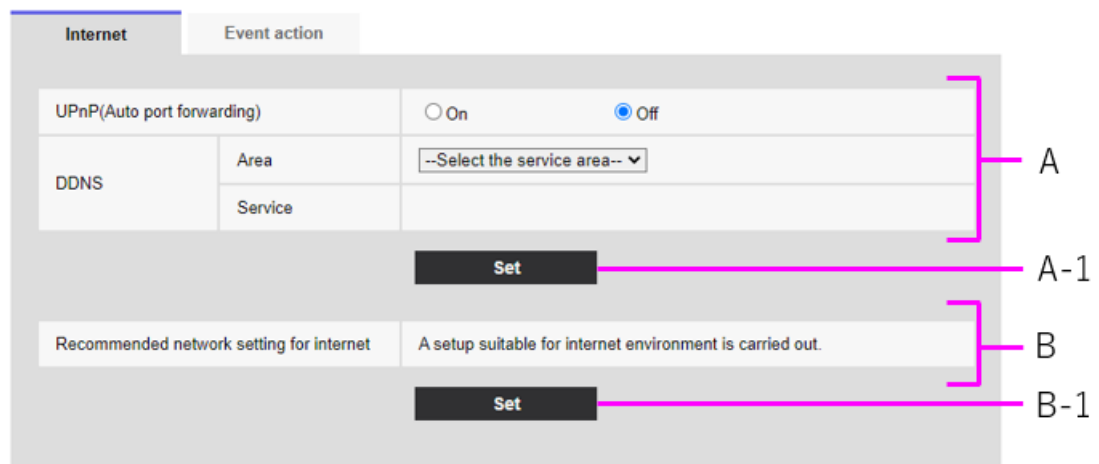 Internet Event action
UPnP(Auto port forwarding) On Off
A
DDNS Area --Select the service area--
Service
Set A-1
Recommended network setting for internet A setup suitable for internet environment is carried out. B
Set B-1